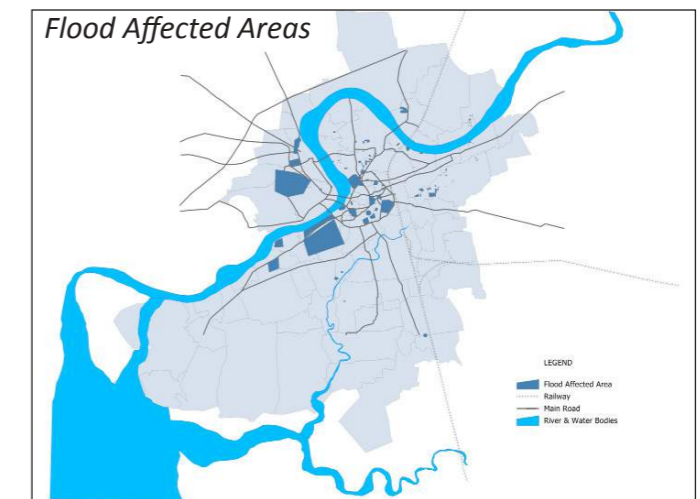 Flood Affected Areas
LEGEND
Flood Affected Area
Railway
Main Road
River & Water Bodies